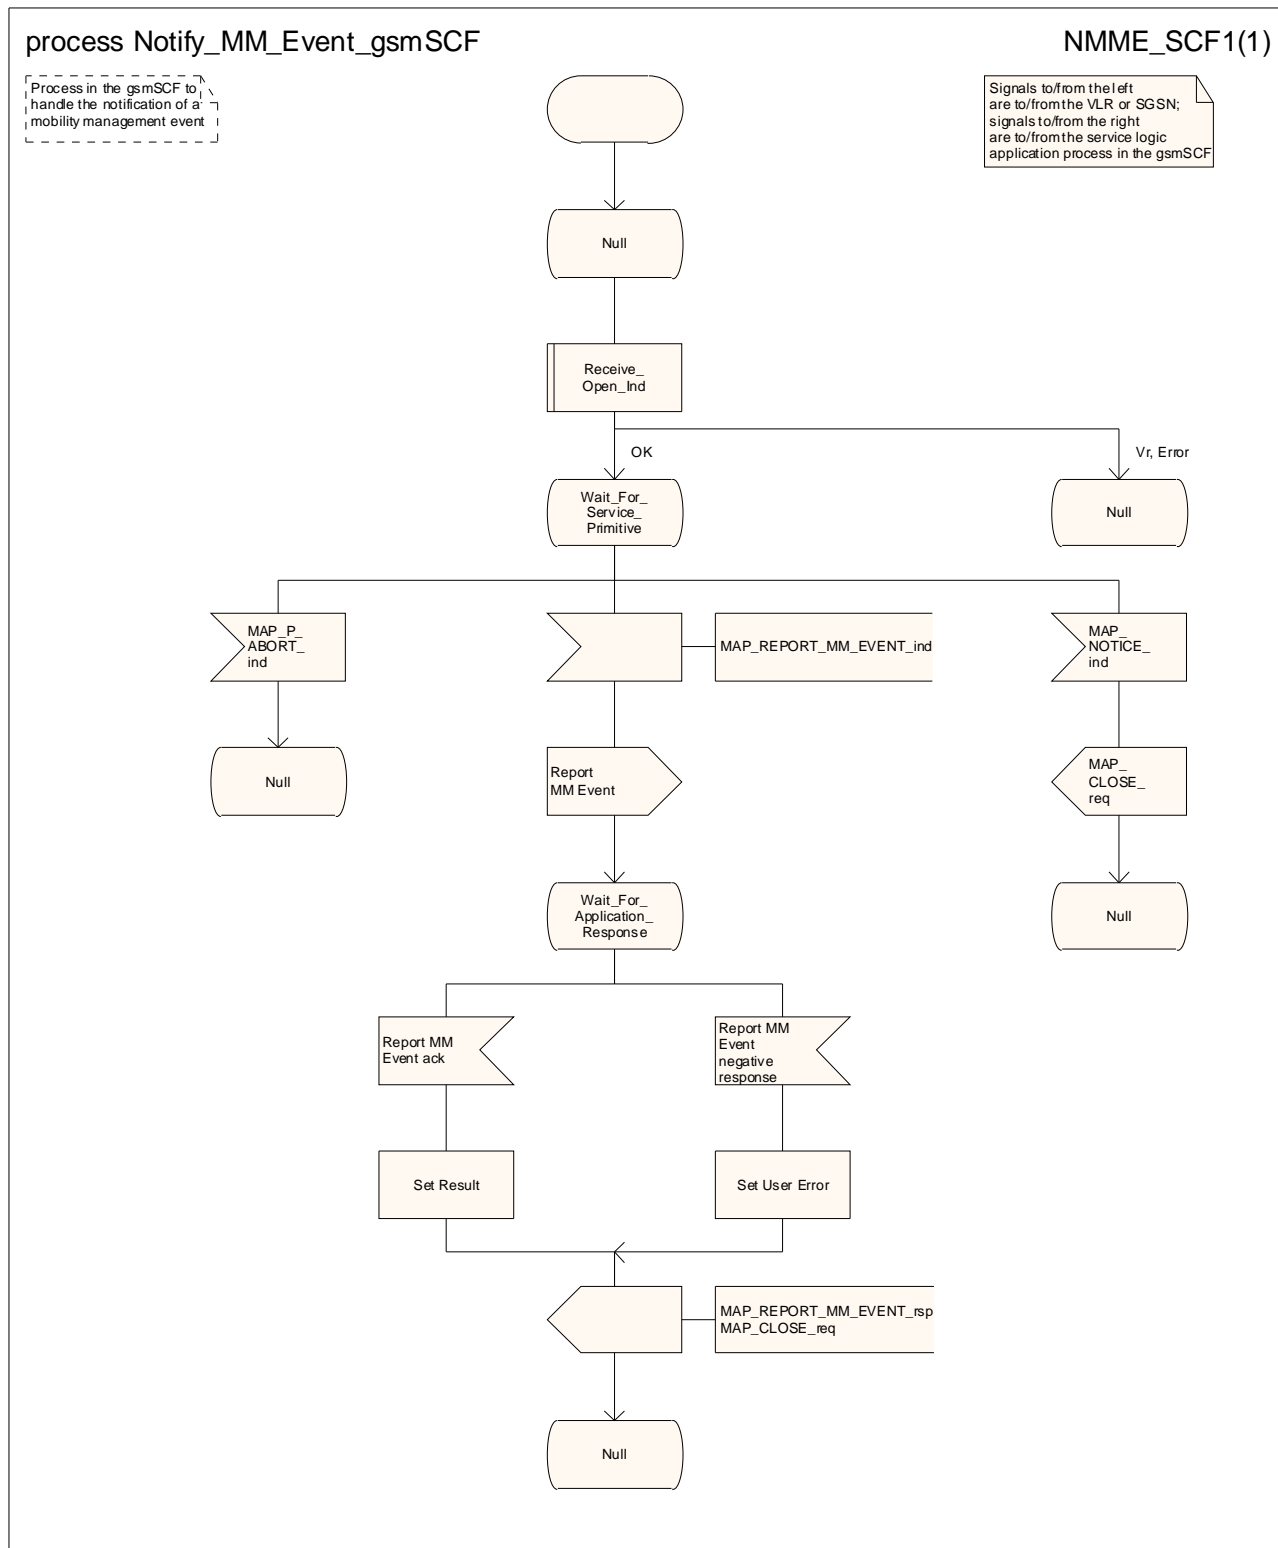 process Notify_MM_Event_gsmSCF
NMME_SCF1(1)
Process in the gsmSCF to
handle the notification of a
mobility management event
Signals to/from the left
are to/from the VLR or SGSN;
signals to/from the right
are to/from the service logic
application process in the gsmSCF
Null
Receive_
Open_Ind
OK
Vr, Error
Wait_For_
Service_
Primitive
Null
MAP_P_
ABORT_
ind
MAP_REPORT_MM_EVENT_ind
MAP_
NOTICE_
ind
Null
Report
MM Event
MAP_
CLOSE_
req
Wait_For_
Application_
Response
Null
Report MM
Event ack
Report MM
Event
negative
response
Set Result
Set User Error
MAP_REPORT_MM_EVENT_rsp
MAP_CLOSE_req
Null